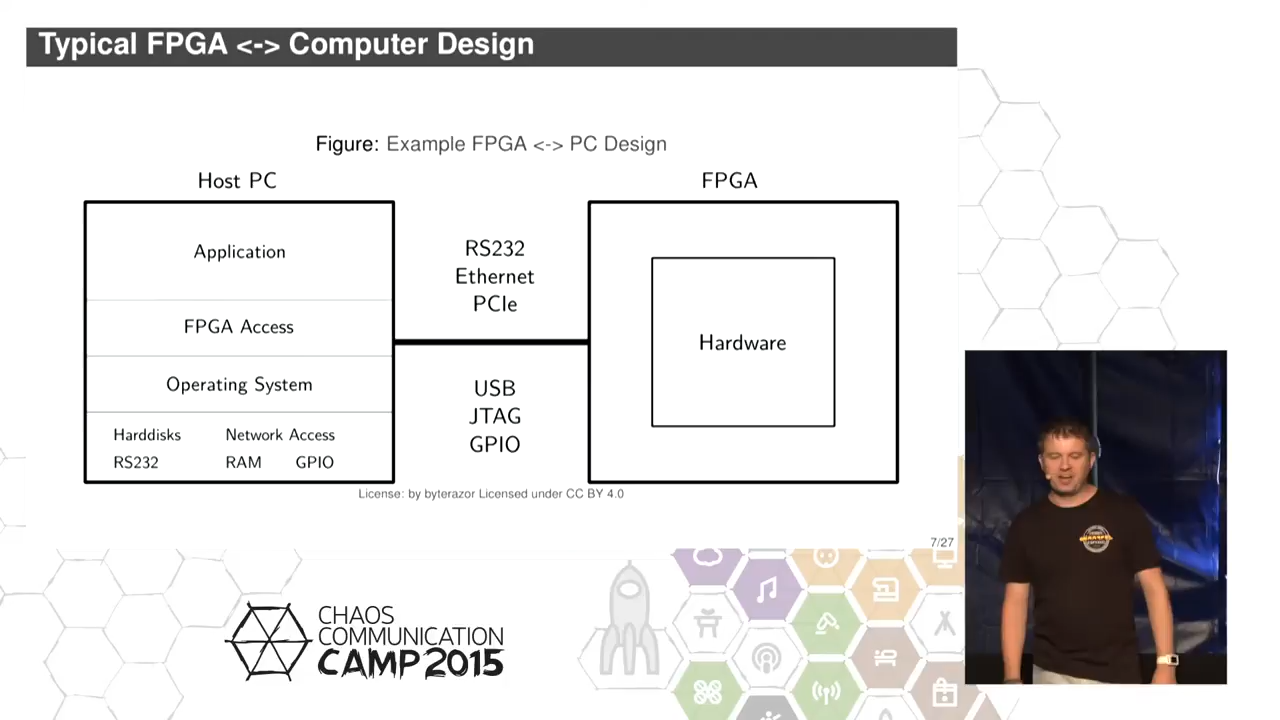 Typical FPGA <-> Computer Design
Figure: Example FPGA <-> PC Design
Host PC
Application
FPGA Access
Operating System
Harddisks Network Access
RS232 RAM GPIO
RS232
Ethernet
PCIe
USB
JTAG
GPIO
FPGA
Hardware
License: by byterazor Licensed under CC BY 4.0
7/27
CHAOS
COMMUNICATION
CAMP 2015